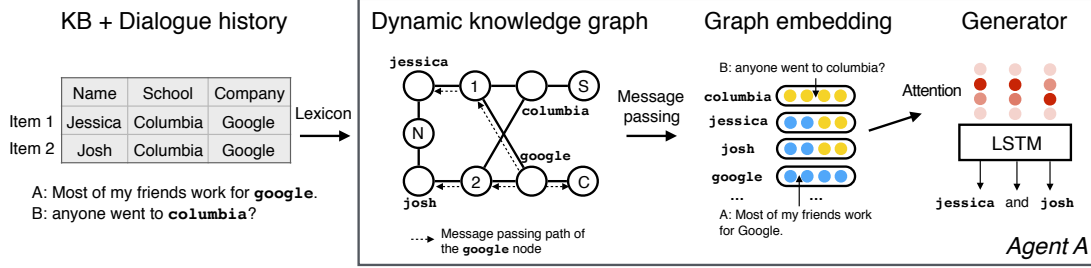 KB + Dialogue history
Name School Company
Item 1 Jessica Columbia Google
Item 2 Josh Columbia Google
A: Most of my friends work for google.
B: anyone went to columbia?
Lexicon
Dynamic knowledge graph
jessica
1
S
columbia
N
google
2
C
josh
Message passing path of
the google node
Message
passing
Graph embedding
B: anyone went to columbia?
columbia
jessica
josh
google
... ...
A: Most of my friends work
for Google.
Attention
Generator
LSTM
jessica and josh
Agent A